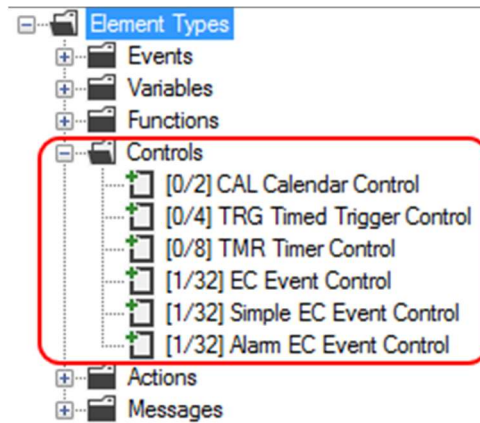 Element Types
Events
Variables
Functions
Controls
[0/2] CAL Calendar Control
[0/4] TRG Timed Trigger Control
[0/8] TMR Timer Control
[1/32] EC Event Control
[1/32] Simple EC Event Control
[1/32] Alarm EC Event Control
Actions
Messages